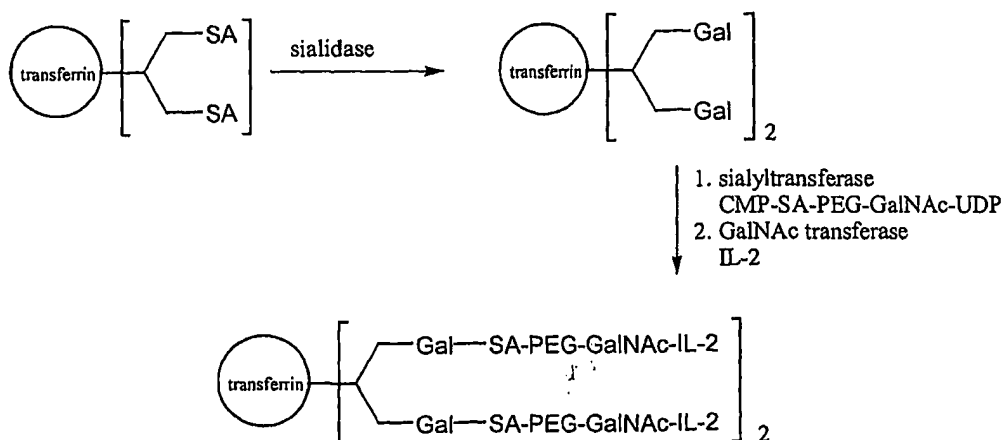 SA
transferrin
SA
sialidase
Gal
transferrin
Gal
2
1. sialyltransferase
CMP-SA-PEG-GalNAc-UDP
2. GalNAc transferase
IL-2
Gal—SA-PEG-GalNAc-IL-2
transferrin
Gal—SA-PEG-GalNAc-IL-2
2